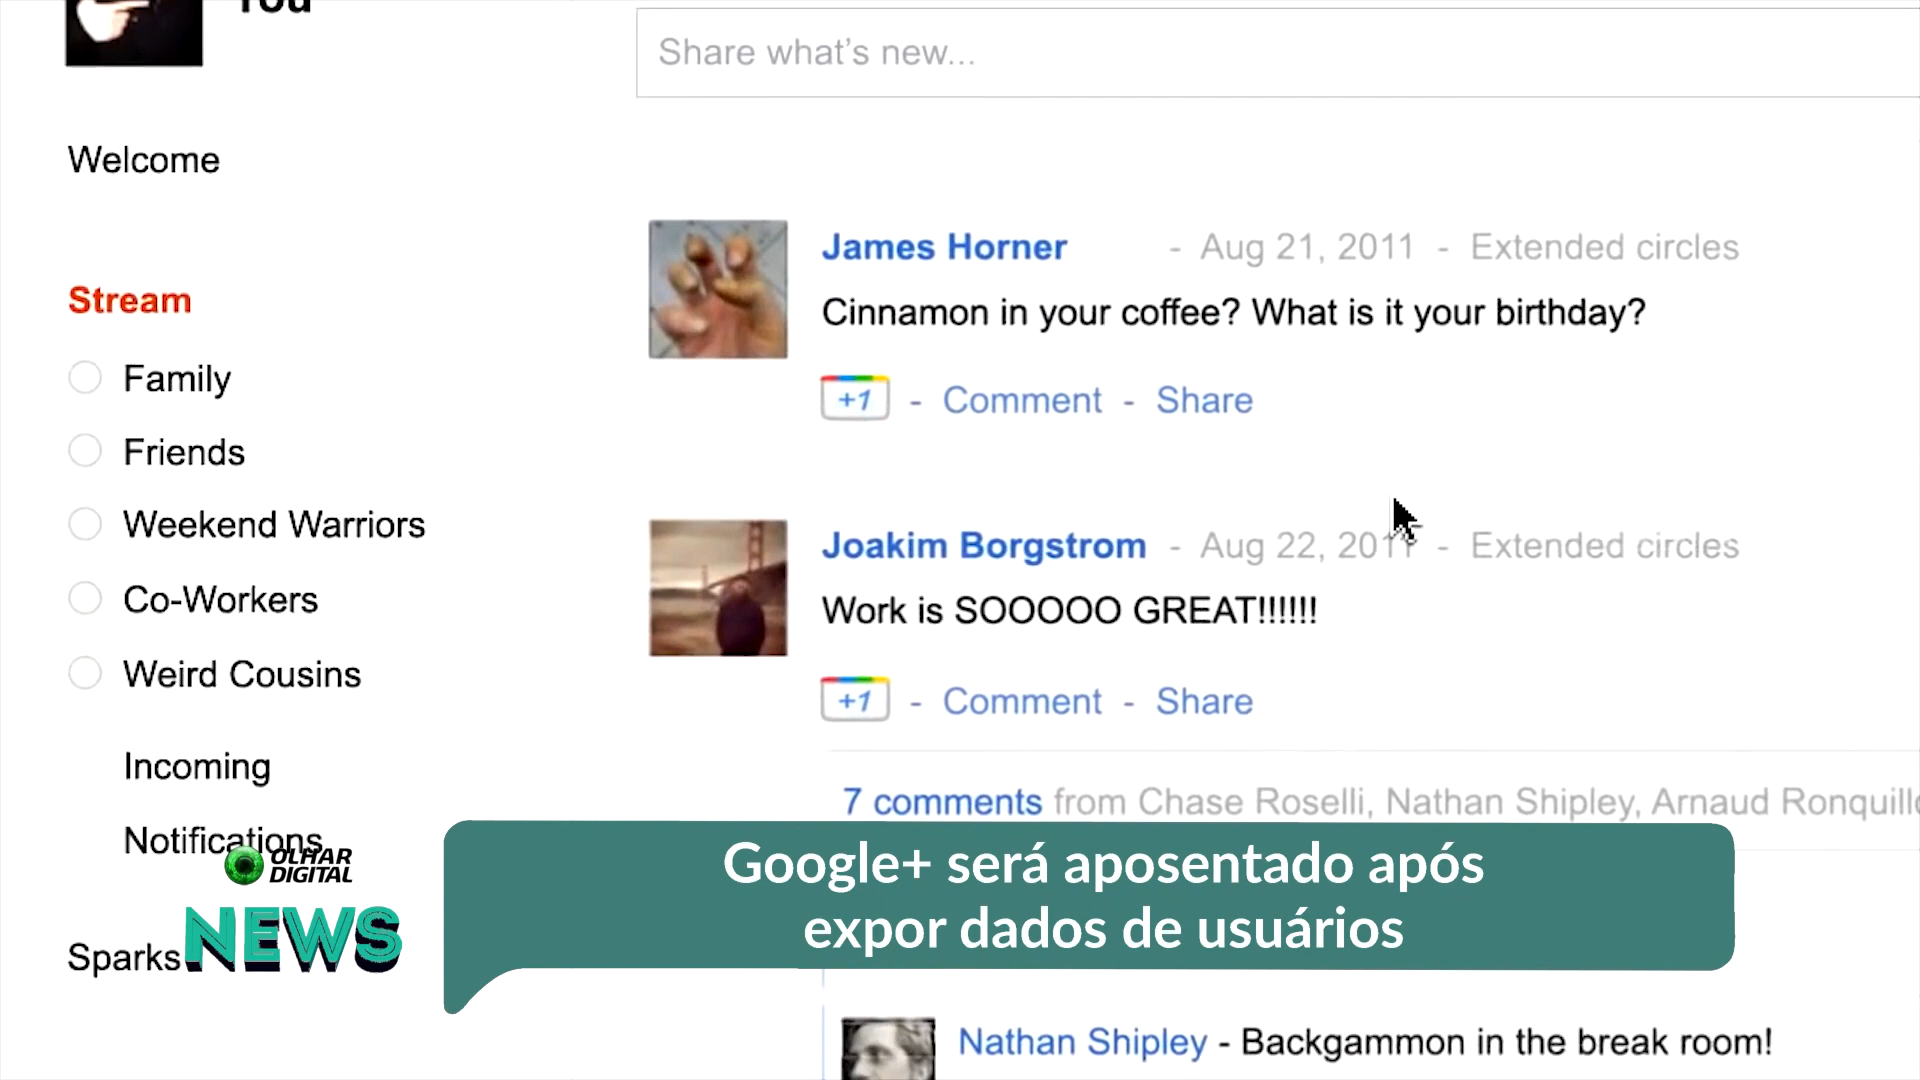 You
Share what's new...
Welcome
Stream
Family
Friends
Weekend Warriors
Co-Workers
Weird Cousins
Incoming
Notifications
Sparks
James Horner - Aug 21, 2011 - Extended circles
Cinnamon in your coffee? What is it your birthday?
+1 - Comment - Share
Joakim Borgstrom - Aug 22, 2011 - Extended circles
Work is SOOOOO GREAT!!!!!!
+1 - Comment - Share
7 comments from Chase Roselli, Nathan Shipley, Arnaud Ronquillo
OLHAR
DIGITAL
NEWS
Google+ será aposentado após
expor dados de usuários
Nathan Shipley - Backgammon in the break room!